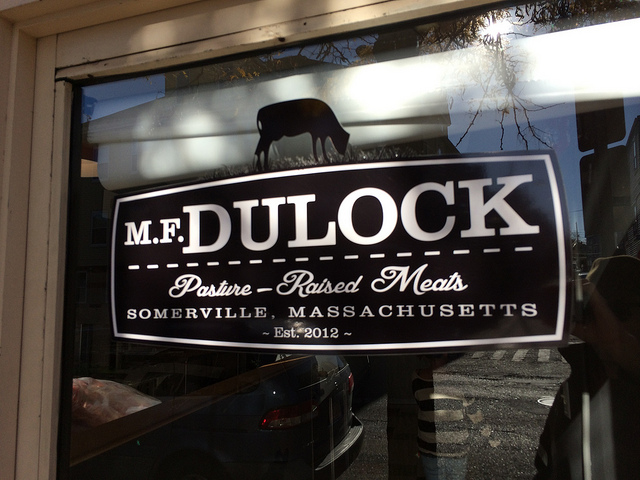 M.F. DULOCK
Pasture-Raised Meats
SOMERVILLE, MASSACHUSETTS
~ Est. 2012 ~